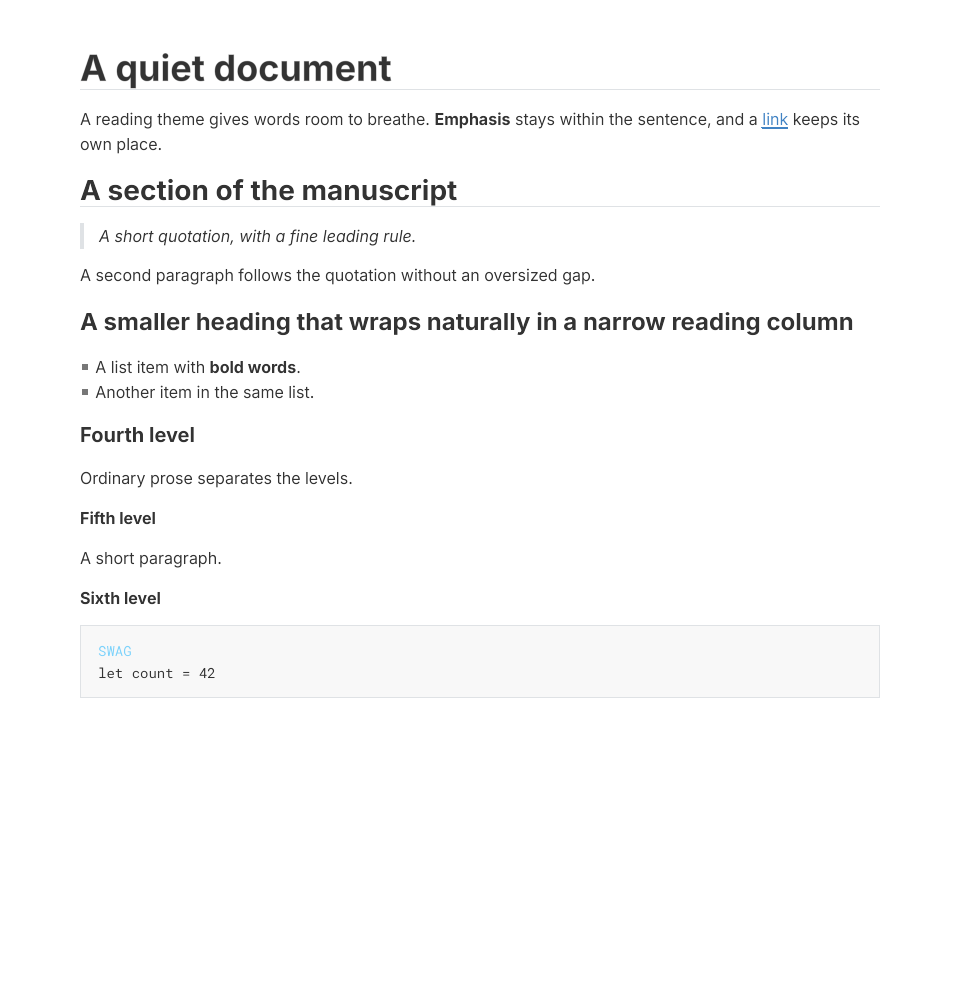 A quiet document
A reading theme gives words room to breathe. Emphasis stays within the sentence, and a link keeps its
own place.
A section of the manuscript
A short quotation, with a fine leading rule.
A second paragraph follows the quotation without an oversized gap.
A smaller heading that wraps naturally in a narrow reading column
A list item with bold words.
Another item in the same list.
Fourth level
Ordinary prose separates the levels.
Fifth level
A short paragraph.
Sixth level
SWAG
let count = 42